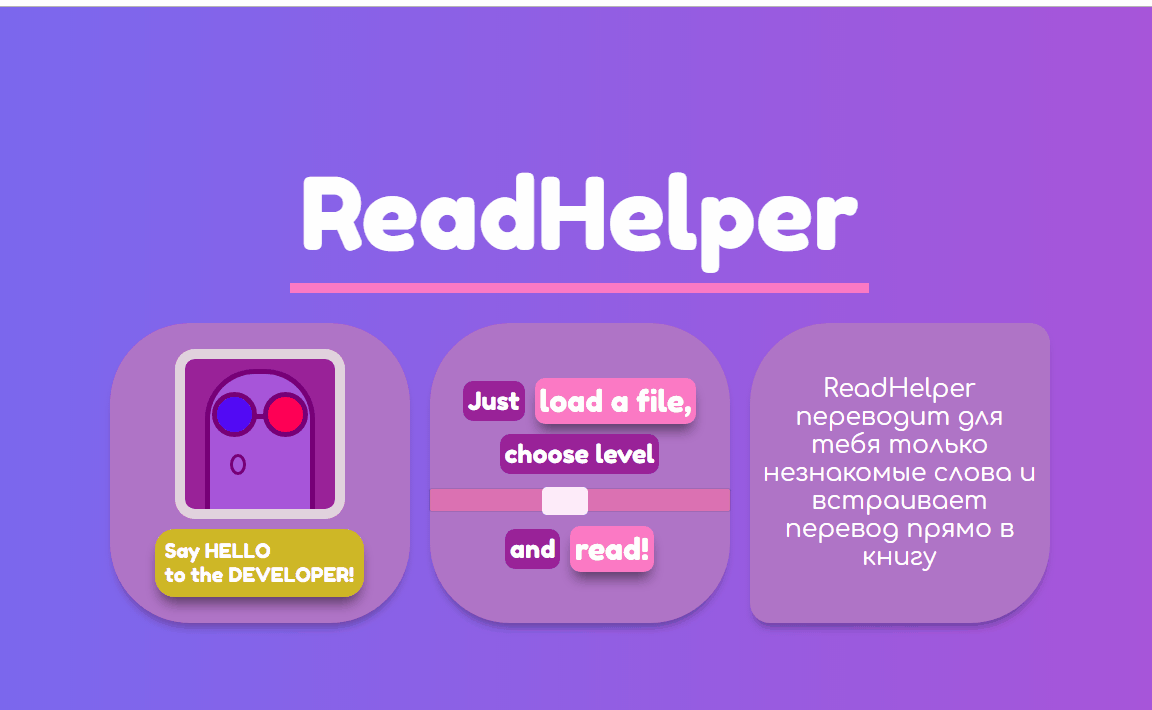 ReadHelper
Say HELLO
to the DEVELOPER!
Just load a file,
choose level
and read!
ReadHelper
переводит для
тебя только
незнакомые слова и
встраивает
перевод прямо в
книгу